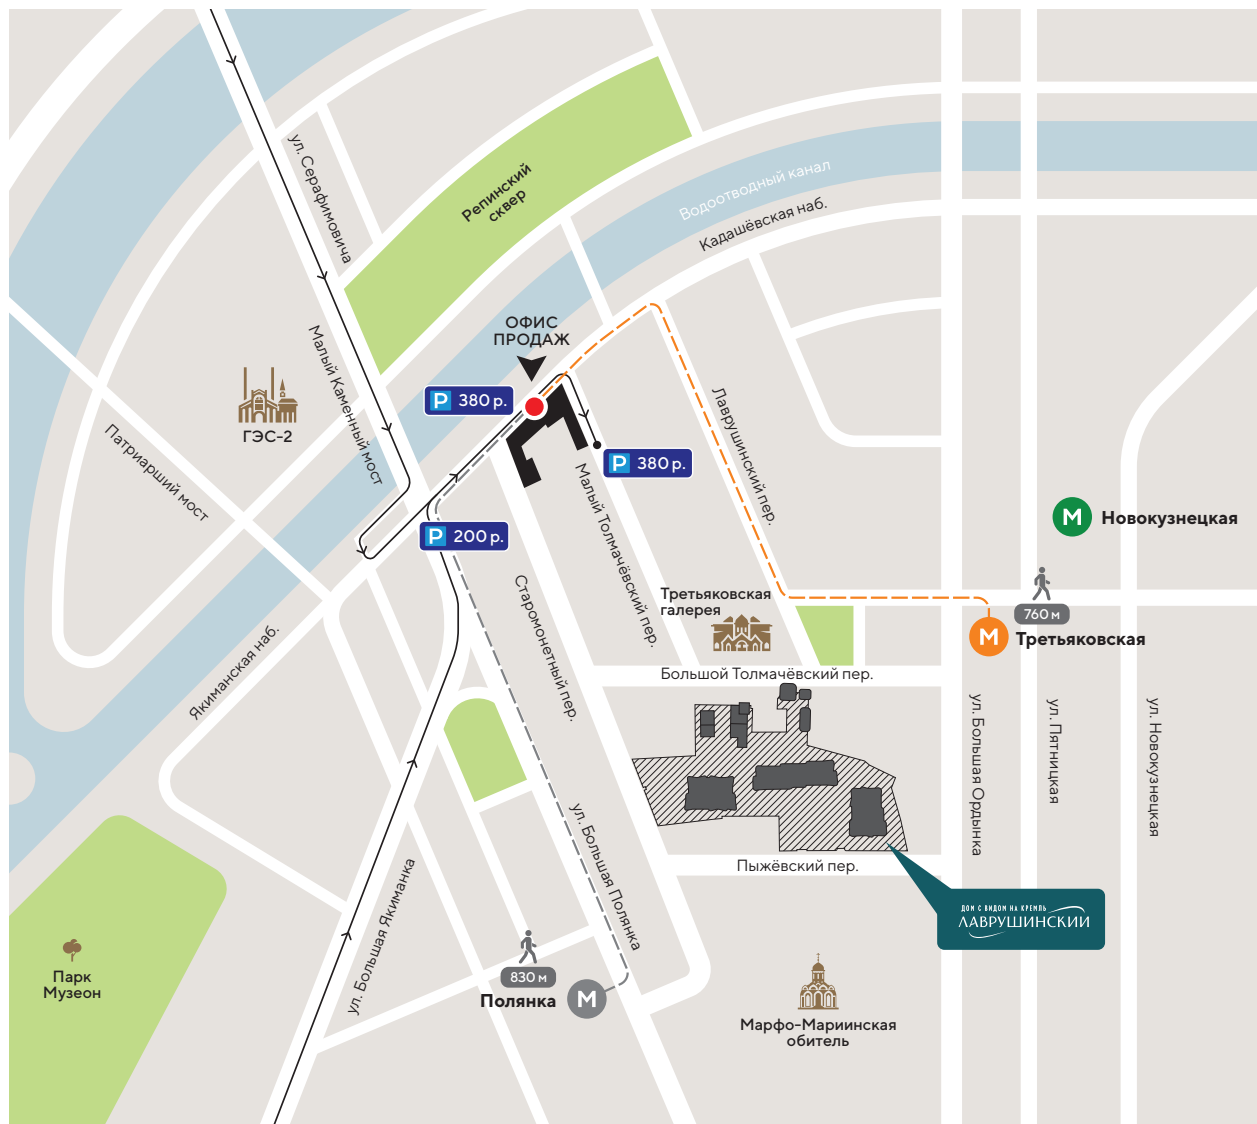 ул. Серафимовича
Репинский
сквер
Водоотводный канал
Кадашёвская наб.
ОФИС
ПРОДАЖ
Малый Каменный мост
P 380 р.
ГЭС-2
Патриарший мост
P 380 р.
Лаврушинский пер.
Малый Толмачёвский пер.
P 200 р.
М Новокузнецкая
Старомонетный пер.
Третьяковская
галерея
760 м
М Третьяковская
Якиманская наб.
Большой Толмачёвский пер.
ул. Большая Ордынка
ул. Пятницкая
ул. Новокузнецкая
ул. Большая Полянка
Пыжёвский пер.
ул. Большая Якиманка
ДОМ С ВИДОМ НА КРЕМЛЬ
ЛАВРУШИНСКИЙ
Парк
Музеон
830 м
Полянка М
Марфо-Мариинская
обитель